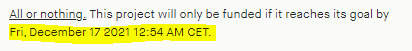 All or nothing. This project will only be funded if it reaches its goal by
Fri, December 17 2021 12:54 AM CET.